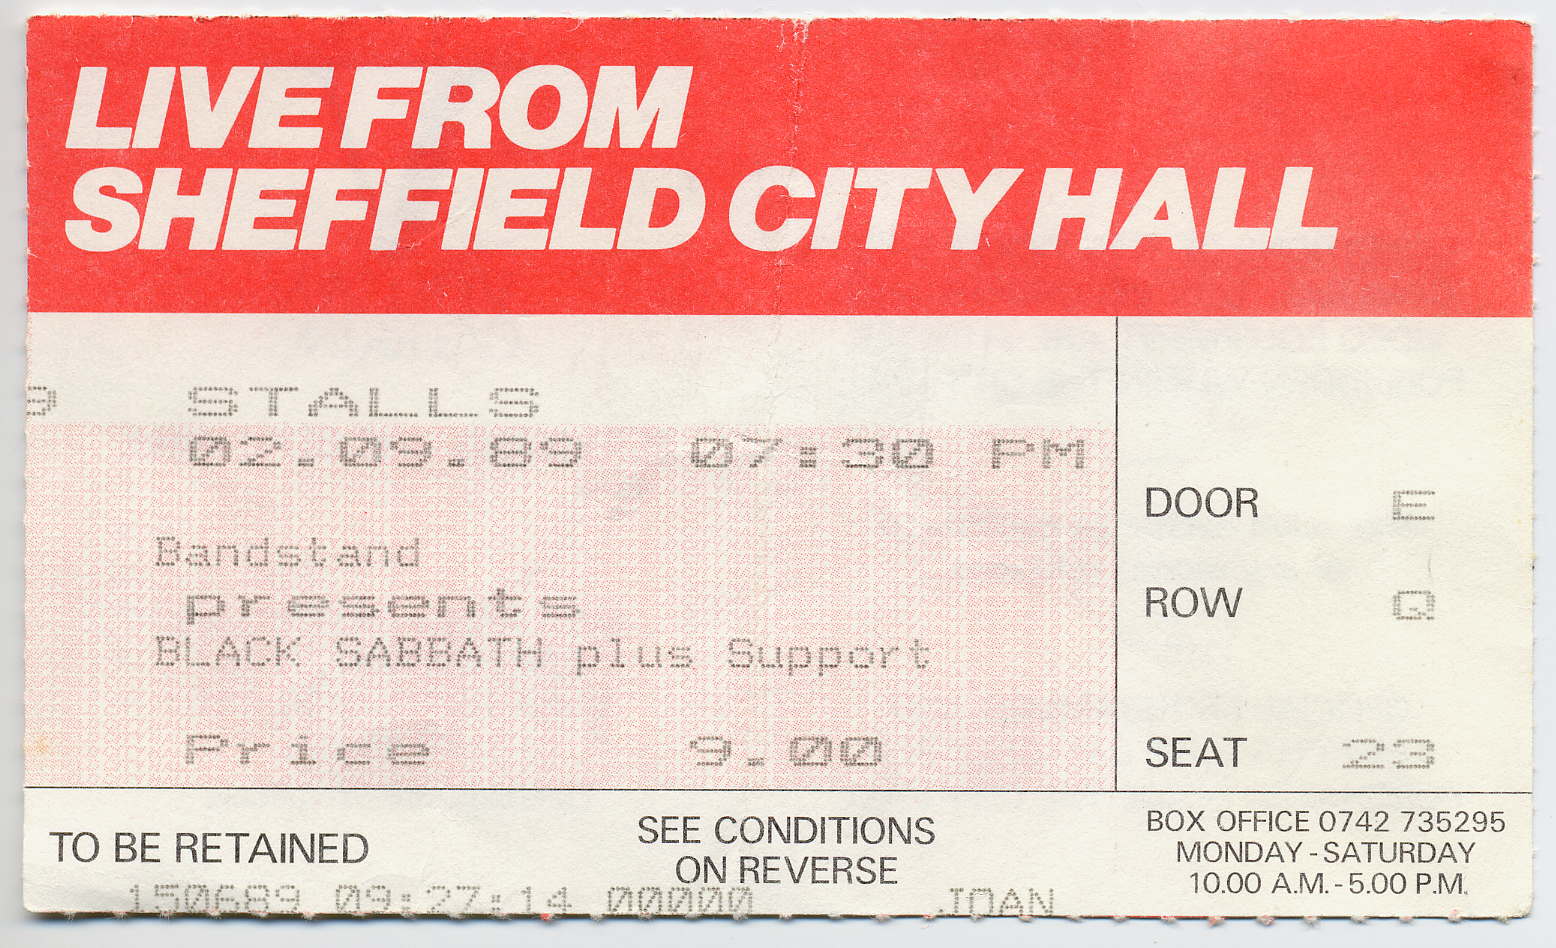 LIVE FROM
SHEFFIELD CITY HALL
9 STALLS
02.09.89 07:30 PM
Bandstand
presents
BLACK SABBATH plus Support
Price 9.00
DOOR E
ROW Q
SEAT 23
TO BE RETAINED
SEE CONDITIONS
ON REVERSE
BOX OFFICE 0742 735295
MONDAY - SATURDAY
10.00 A.M. - 5.00 P.M.
150689 09:27:14 00000 JOAN